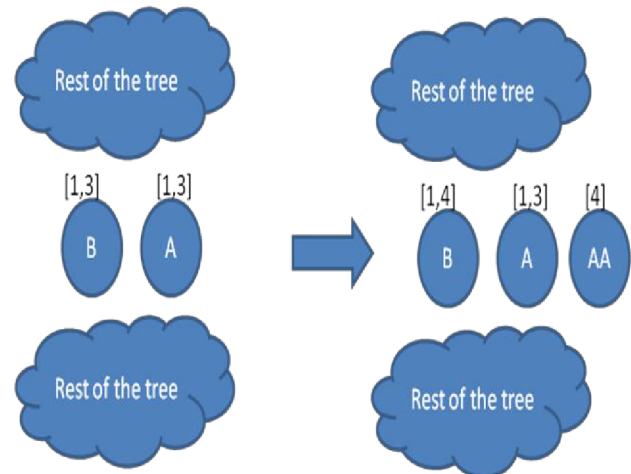 Rest of the tree
Rest of the tree
[1,3] [1,3]
[1,4] [1,3] [4]
B A
B A AA
Rest of the tree
Rest of the tree